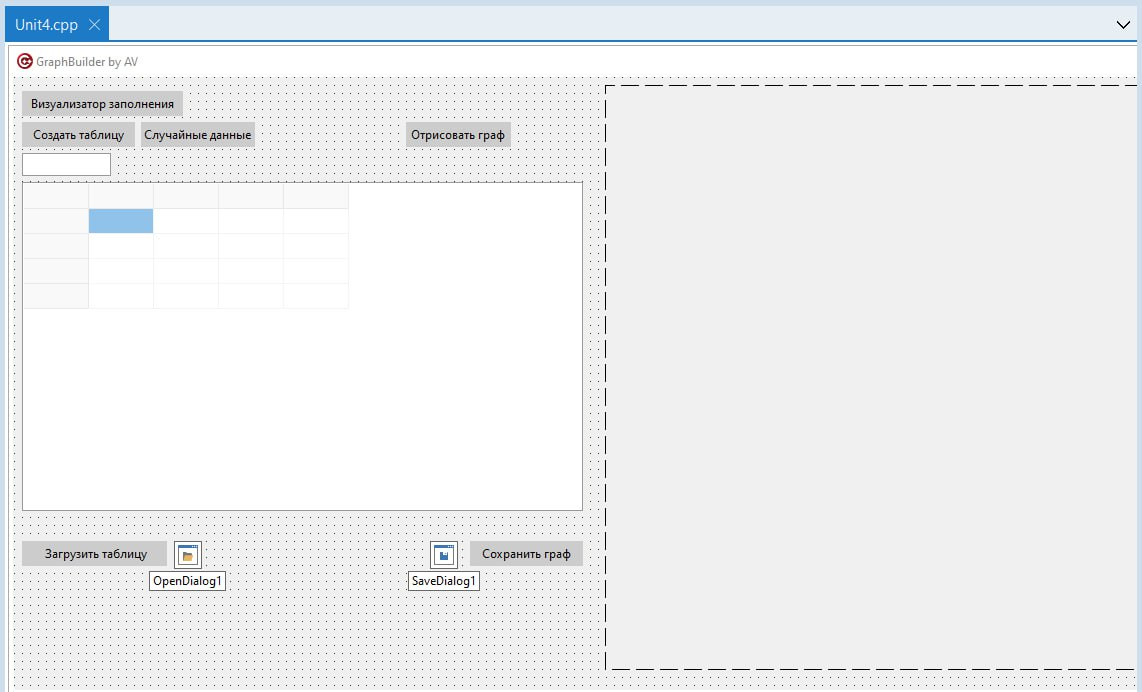 Unit4.cpp
GraphBuilder by AV
Визуализатор заполнения
Создать таблицу
Случайные данные
Отрисовать граф
Загрузить таблицу
Сохранить граф
OpenDialog1
SaveDialog1